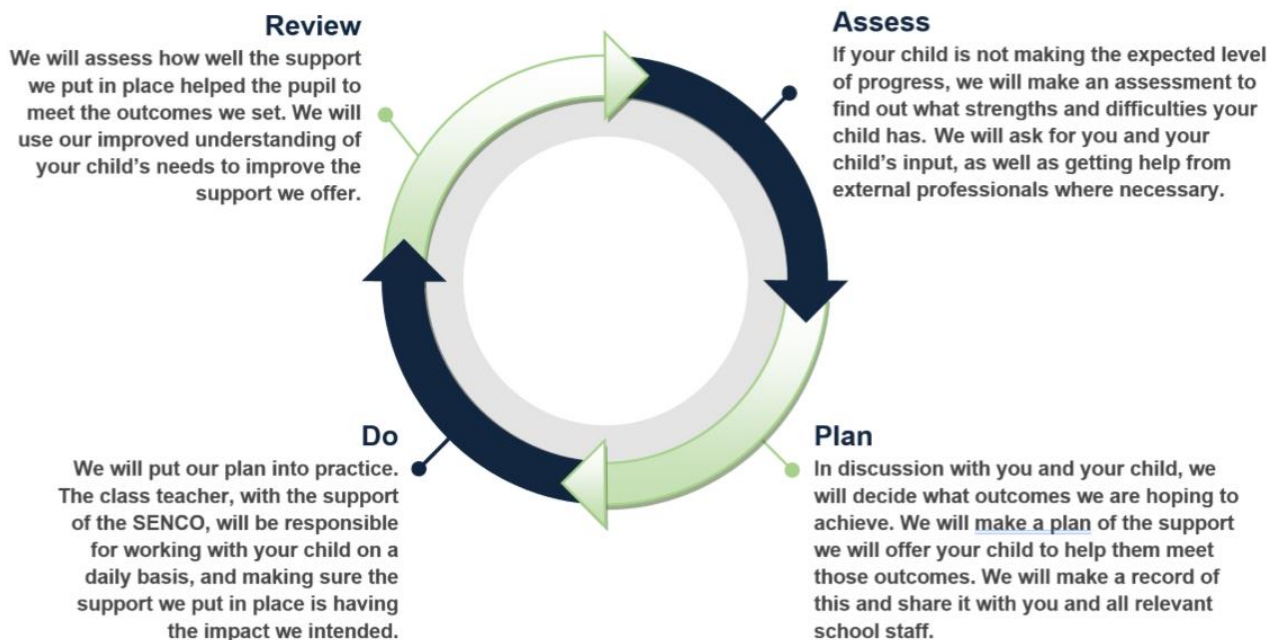 Review
We will assess how well the support
we put in place helped the pupil to
meet the outcomes we set. We will
use our improved understanding of
your child's needs to improve the
support we offer.
Assess
If your child is not making the expected level
of progress, we will make an assessment to
find out what strengths and difficulties your
child has. We will ask for you and your
child's input, as well as getting help from
external professionals where necessary.
Do
We will put our plan into practice.
The class teacher, with the support
of the SENCO, will be responsible
for working with your child on a
daily basis, and making sure the
support we put in place is having
the impact we intended.
Plan
In discussion with you and your child, we
will decide what outcomes we are hoping to
achieve. We will make a plan of the support
we will offer your child to help them meet
those outcomes. We will make a record of
this and share it with you and all relevant
school staff.